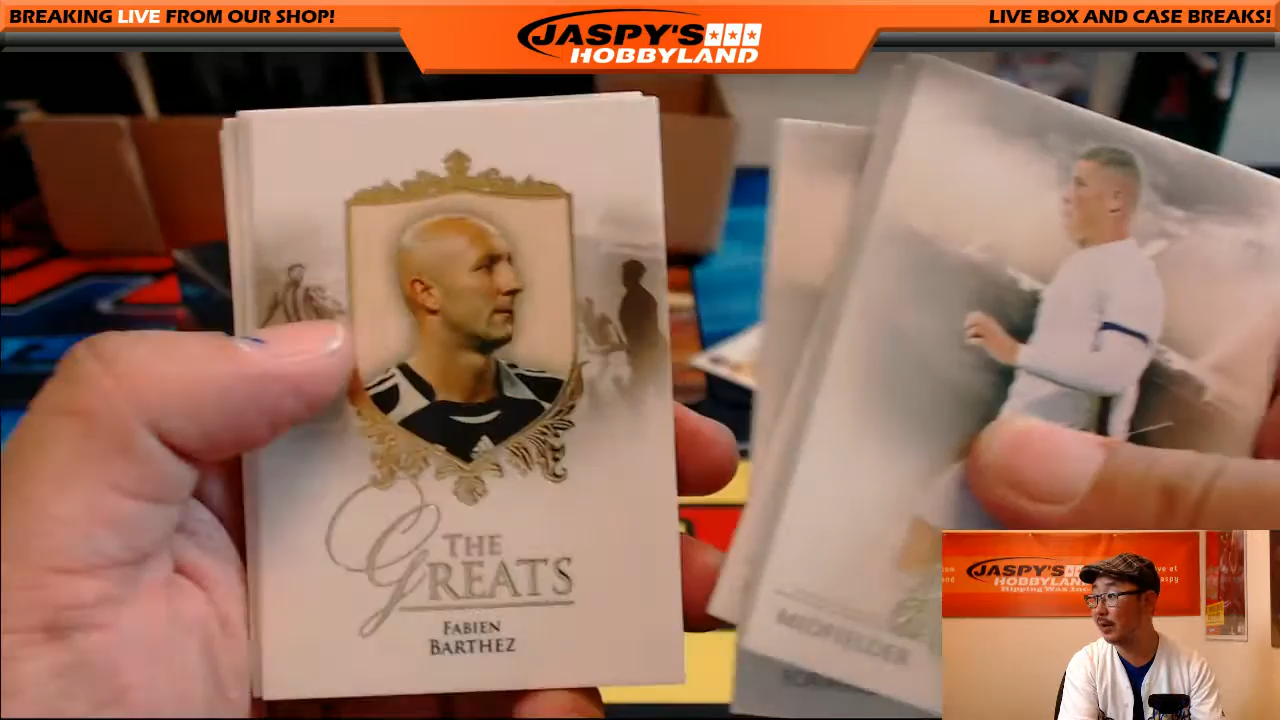 BREAKING LIVE FROM OUR SHOP!
JASPY'S
HOBBYLAND
LIVE BOX AND CASE BREAKS!
THE
GREATS
FABIEN
BARTHEZ
MIDFIELDER
JASPY'S
HOBBYLAND
Ripping Wax Inc.